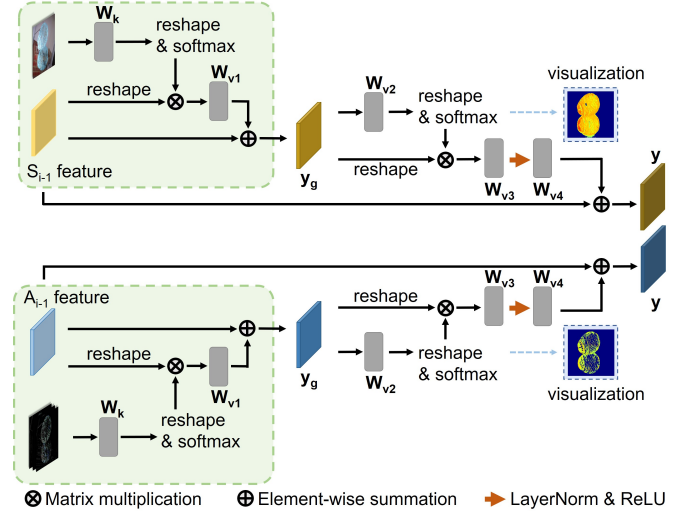 Wk
reshape
& softmax
Wv1
reshape
Si-1 feature
yg
Wv2
reshape
& softmax
visualization
reshape
Wv3
Wv4
y
Ai-1 feature
reshape
Wv1
Wk
reshape
& softmax
yg
reshape
Wv3
Wv4
Wv2
reshape
& softmax
visualization
y
Matrix multiplication
Element-wise summation
LayerNorm & ReLU